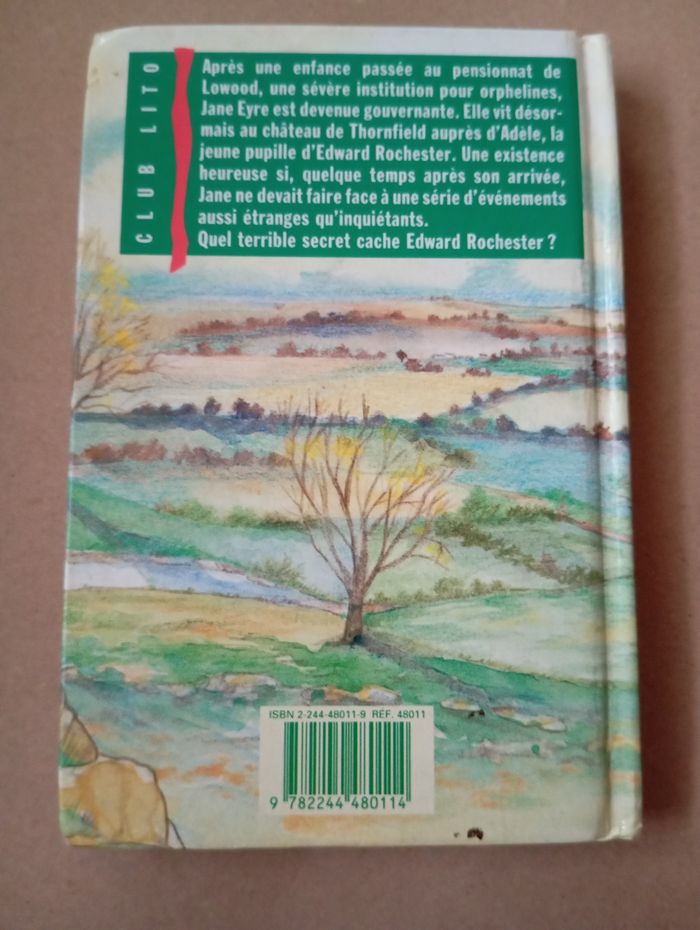 CLUB LITO
Après une enfance passée au pensionnat de
Lowood, une sévère institution pour orphelines,
Jane Eyre est devenue gouvernante. Elle vit désor-
mais au château de Thornfield auprès d'Adèle, la
jeune pupille d'Edward Rochester. Une existence
heureuse si, quelque temps après son arrivée,
Jane ne devait faire face à une série d'événements
aussi étranges qu'inquiétants.
Quel terrible secret cache Edward Rochester ?
ISBN 2-244-48011-9 RÉF. 48011
9 782244 480114